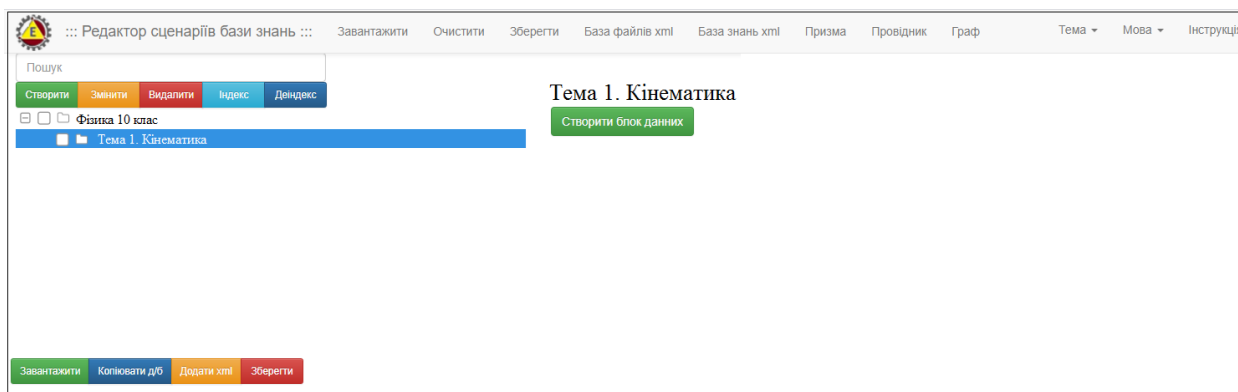 E ::: Редактор сценаріїв бази знань ::: Завантажити Очистити Зберегти База файлів xml База знань xml Призма Провідник Граф Тема Мова Інструкція
Пошук
Створити Змінити Видалити Індекс Деіндекс
Фізика 10 клас
Тема 1. Кінематика
Тема 1. Кінематика
Створити блок данних
Завантажити Копіювати д/б Додати xml Зберегти